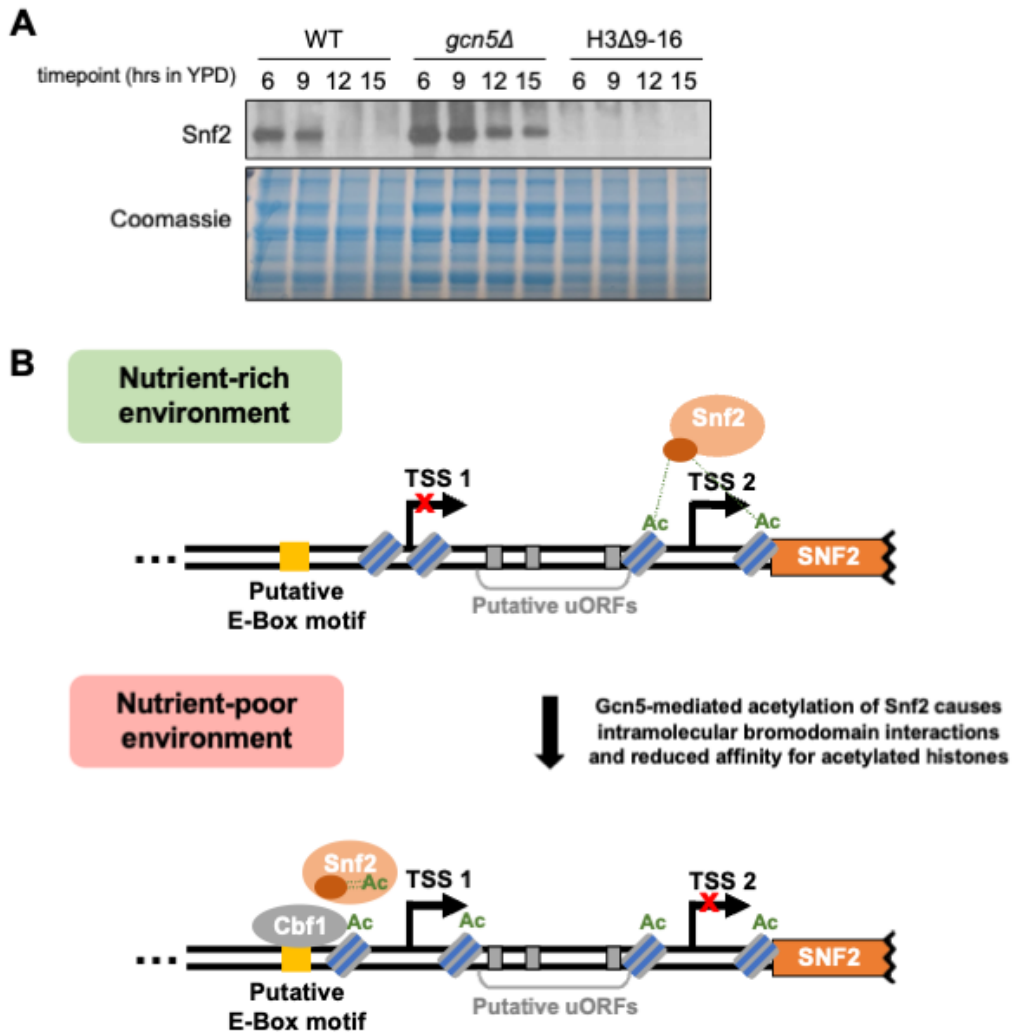 A
WT gcn5Δ H3Δ9-16
timepoint (hrs in YPD) 6 9 12 15 6 9 12 15 6 9 12 15
Snf2
Coomassie
B
Nutrient-rich
environment
Snf2
TSS 1
X
TSS 2
Ac
Ac
...
SNF2
Putative
E-Box motif
Putative uORFs
Nutrient-poor
environment
Gcn5-mediated acetylation of Snf2 causes
intramolecular bromodomain interactions
and reduced affinity for acetylated histones
Snf2
Ac
TSS 1
TSS 2
X
Cbf1
Ac
Ac
Ac
Ac
...
SNF2
Putative
E-Box motif
Putative uORFs